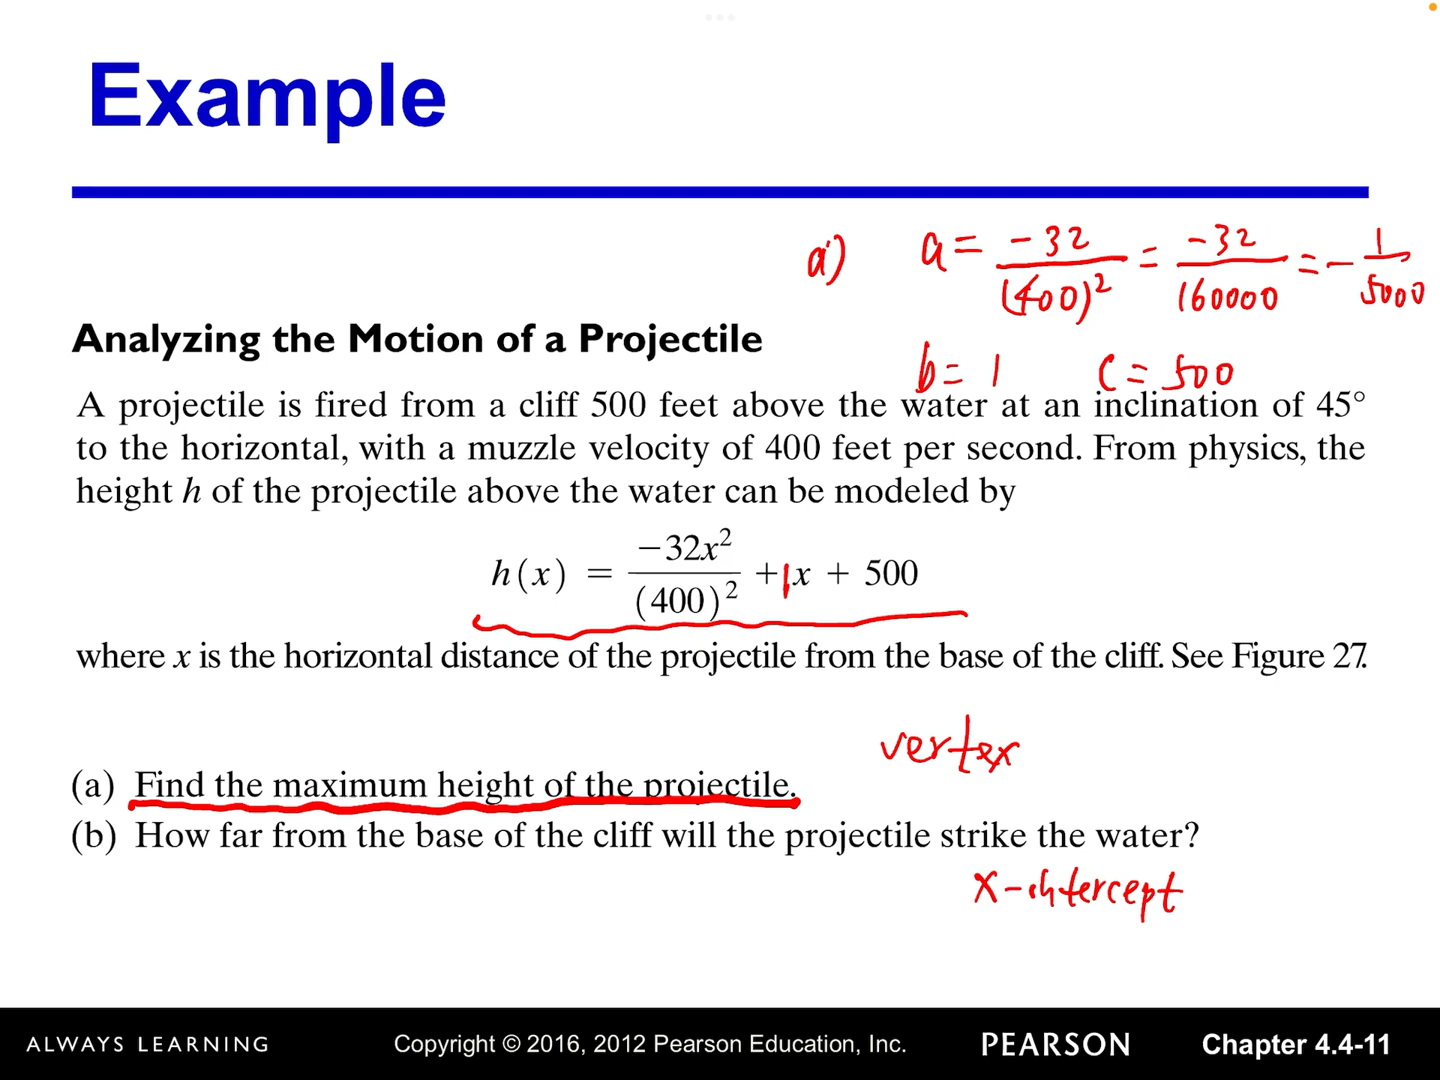 Example
a) a = -32/(400)² = -32/160000 = - 1/5000
Analyzing the Motion of a Projectile
b = 1 c = 500
A projectile is fired from a cliff 500 feet above the water at an inclination of 45°
to the horizontal, with a muzzle velocity of 400 feet per second. From physics, the
height h of the projectile above the water can be modeled by
h(x) = -32x²/(400)² + 1x + 500
where x is the horizontal distance of the projectile from the base of the cliff. See Figure 27.
vertex
(a) Find the maximum height of the projectile.
(b) How far from the base of the cliff will the projectile strike the water?
x-intercept
ALWAYS LEARNING
Copyright © 2016, 2012 Pearson Education, Inc.
PEARSON
Chapter 4.4-11